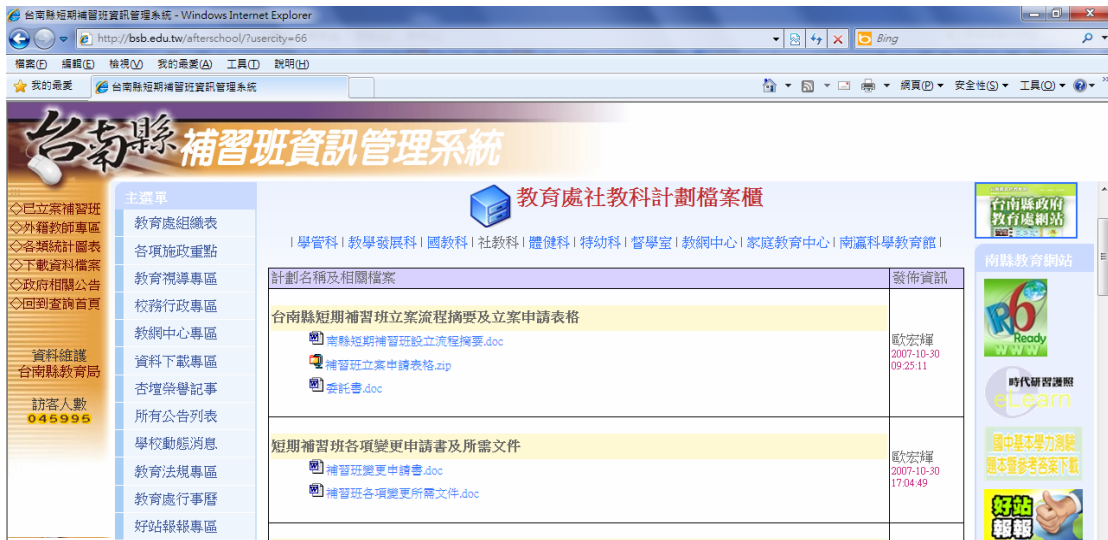 台南縣短期補習班資訊管理系統 - Windows Internet Explorer
http://bsb.edu.tw/afterschool/?usercity=66
Bing
檔案(F) 編輯(E) 檢視(V) 我的最愛(A) 工具(T) 說明(H)
我的最愛 台南縣短期補習班資訊管理系統 網頁(P) 安全性(S) 工具(O)
台南縣補習班資訊管理系統
◇已立案補習班
◇外籍教師專區
◇各類統計圖表
◇下載資料檔案
◇政府相關公告
◇回到查詢首頁
資料維護
台南縣教育局
訪客人數
045995
主選單
教育處組織表
各項施政重點
教育視導專區
校務行政專區
教網中心專區
資料下載專區
杏壇榮譽記事
所有公告列表
學校動態消息
教育法規專區
教育處行事曆
好站報報專區
教育處社教科計劃檔案櫃
| 學管科 | 教學發展科 | 國教科 | 社教科 | 體健科 | 特幼科 | 督學室 | 教網中心 | 家庭教育中心 | 南瀛科學教育館 |
計劃名稱及相關檔案 發佈資訊
台南縣短期補習班立案流程摘要及立案申請表格
南縣短期補習班設立流程摘要.doc
補習班立案申請表格.zip
委託書.doc
歐宏輝
2007-10-30
09:25:11
短期補習班各項變更申請書及所需文件
補習班變更申請書.doc
補習班各項變更所需文件.doc
歐宏輝
2007-10-30
17:04:49
台南縣政府
教育處網站
南縣教育網站
IPv6
Ready
WWW
時代研習護照
eLearn
國中基本學力測驗
題本暨參考答案下載
好站
報報